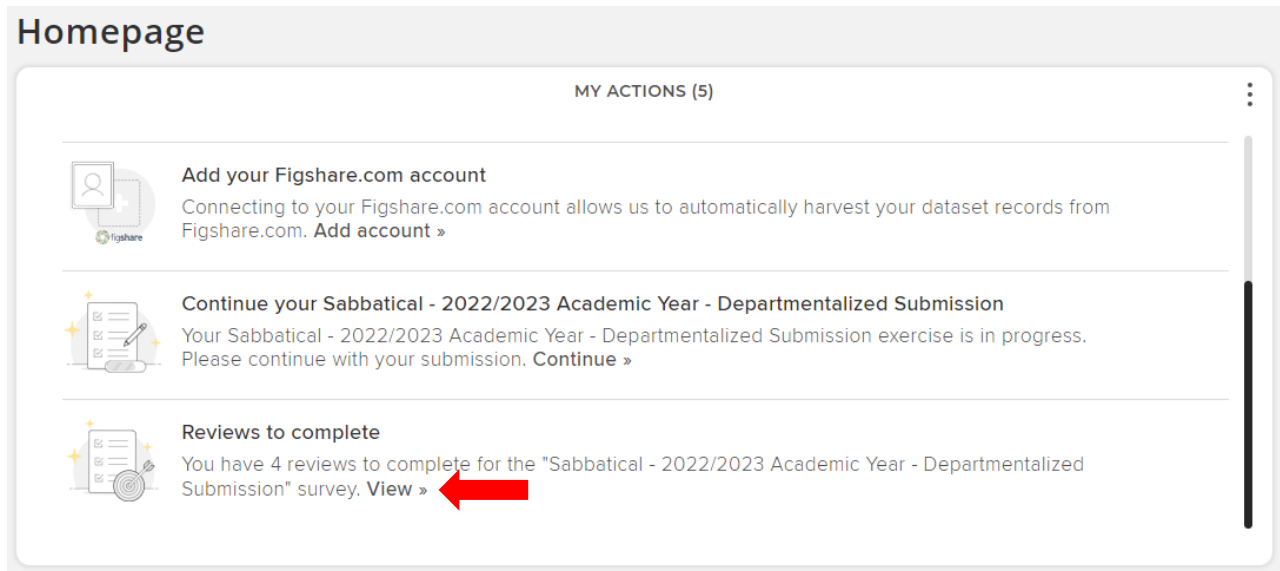 Homepage
MY ACTIONS (5)
Add your Figshare.com account
Connecting to your Figshare.com account allows us to automatically harvest your dataset records from
Figshare.com. Add account »
figshare
Continue your Sabbatical - 2022/2023 Academic Year - Departmentalized Submission
Your Sabbatical - 2022/2023 Academic Year - Departmentalized Submission exercise is in progress.
Please continue with your submission. Continue »
Reviews to complete
You have 4 reviews to complete for the "Sabbatical - 2022/2023 Academic Year - Departmentalized
Submission" survey. View »